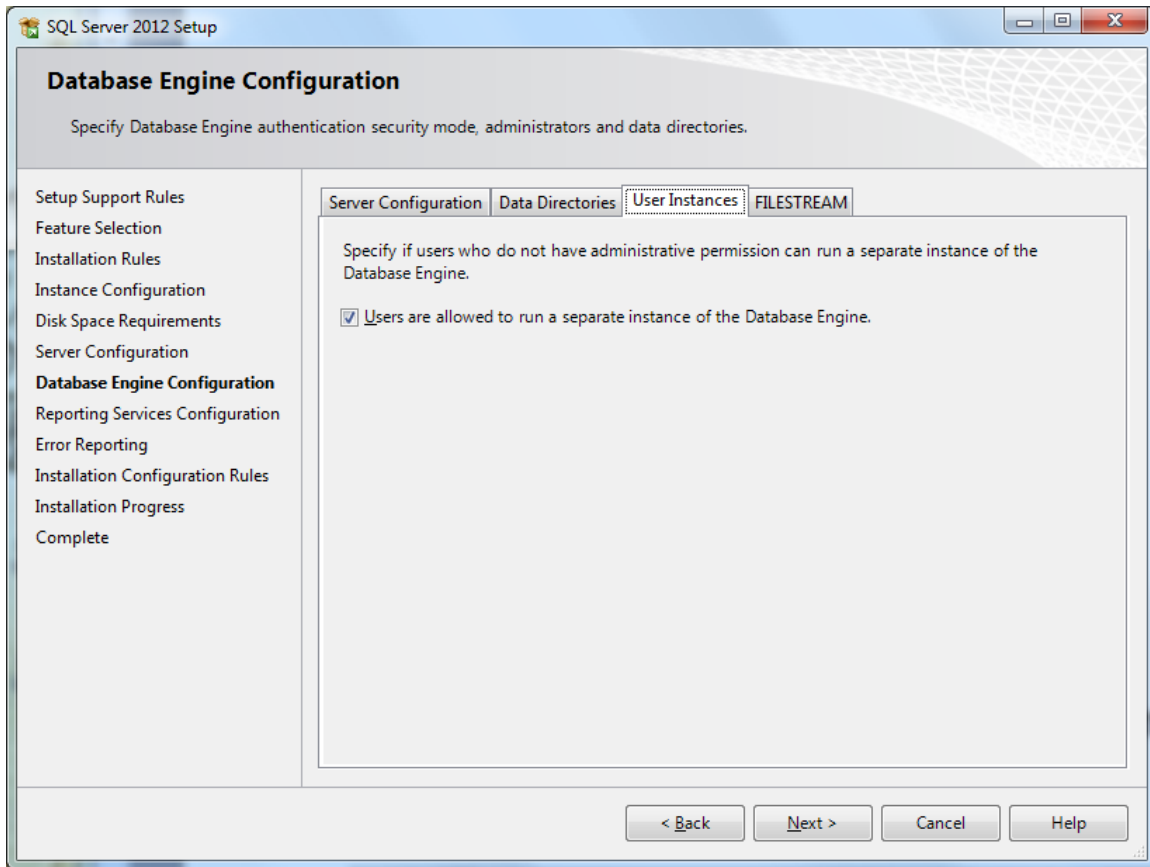 SQL Server 2012 Setup
Database Engine Configuration
Specify Database Engine authentication security mode, administrators and data directories.
Setup Support Rules
Feature Selection
Installation Rules
Instance Configuration
Disk Space Requirements
Server Configuration
Database Engine Configuration
Reporting Services Configuration
Error Reporting
Installation Configuration Rules
Installation Progress
Complete
Server Configuration Data Directories User Instances FILESTREAM
Specify if users who do not have administrative permission can run a separate instance of the
Database Engine.
Users are allowed to run a separate instance of the Database Engine.
< Back Next > Cancel Help